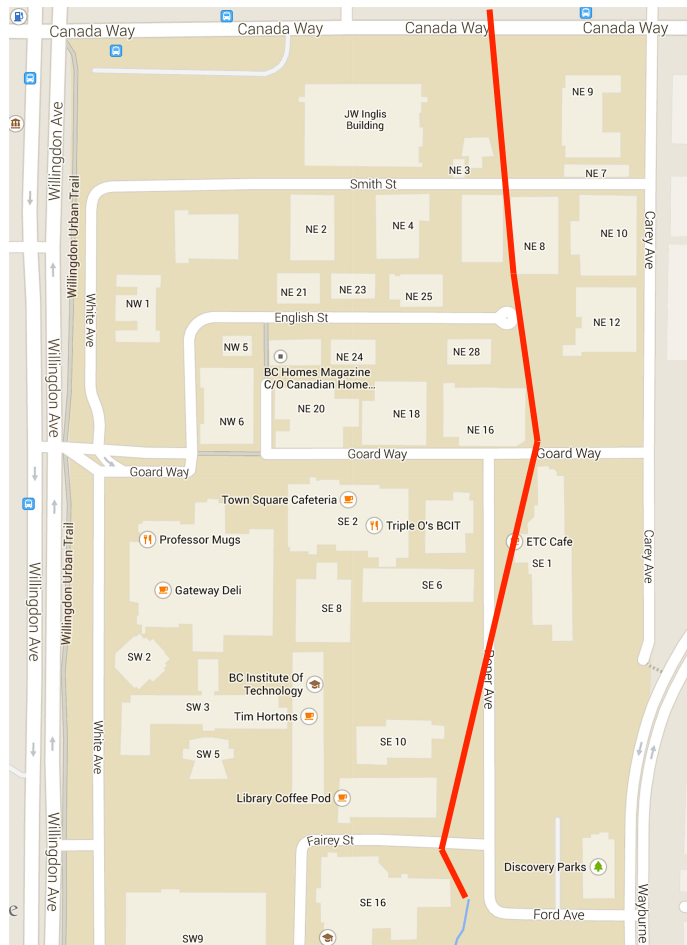 Canada Way
Canada Way
Canada Way
Canada Way
Willingdon Ave
JW Inglis
Building
NE 9
NE 3
NE 7
Smith St
Willingdon Urban Trail
NE 2
NE 4
NE 8
NE 10
Carey Ave
NW 1
White Ave
NE 21
NE 23
NE 25
English St
NE 12
Willingdon Ave
NW 5
NE 24
NE 28
BC Homes Magazine
C/O Canadian Home...
NE 20
NE 18
NW 6
NE 16
Goard Way
Goard Way
Goard Way
Town Square Cafeteria
SE 2
Triple O's BCIT
Professor Mugs
ETC Cafe
SE 1
Willingdon Urban Trail
Carey Ave
Gateway Deli
SE 6
SE 8
Willingdon Ave
SW 2
BC Institute Of
Technology
Roper Ave
SW 3
Tim Hortons
White Ave
SW 5
SE 10
Library Coffee Pod
Willingdon Ave
Fairey St
Discovery Parks
SE 16
Ford Ave
Wayburne
e
SW9